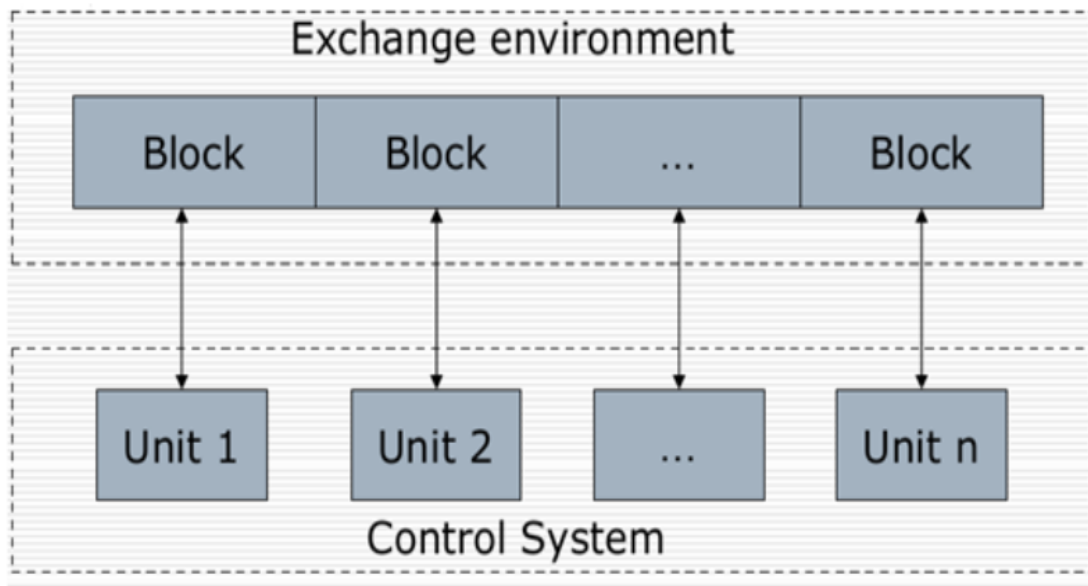 Exchange environment
Block Block ... Block
Unit 1 Unit 2 ... Unit n
Control System